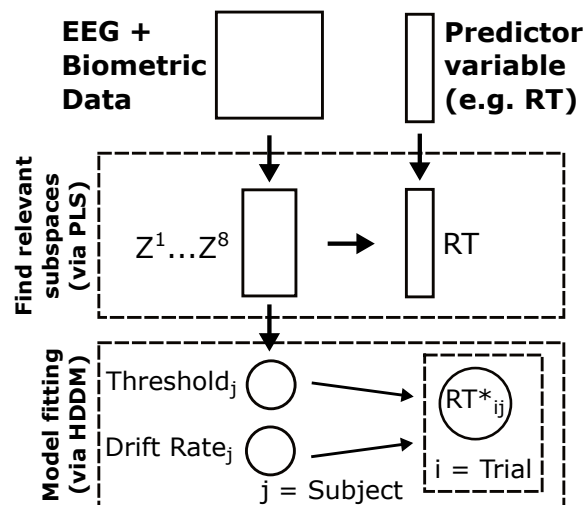 EEG +
Biometric
Data
Predictor
variable
(e.g. RT)
Find relevant
subspaces
(via PLS)
Z¹...Z⁸
RT
Model fitting
(via HDDM)
Thresholdⱼ
Drift Rateⱼ
j = Subject
RT*ᵢⱼ
i = Trial